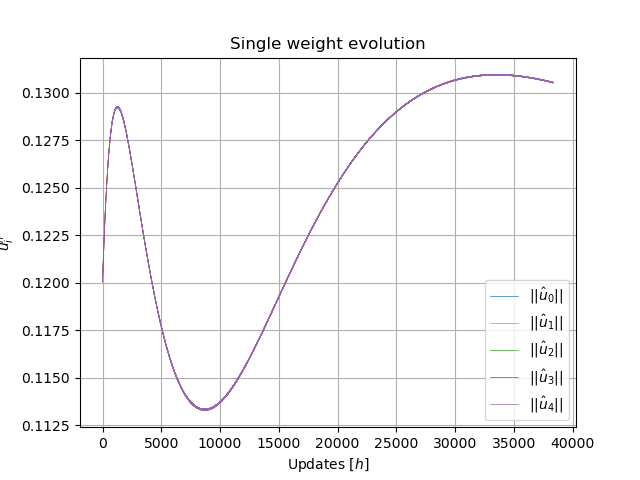 Single weight evolution
0.1300
0.1275
0.1250
0.1225
0.1200
0.1175
0.1150
0.1125
0 5000 10000 15000 20000 25000 30000 35000 40000
Updates [h]
||û₀||
||û₁||
||û₂||
||û₃||
||û₄||